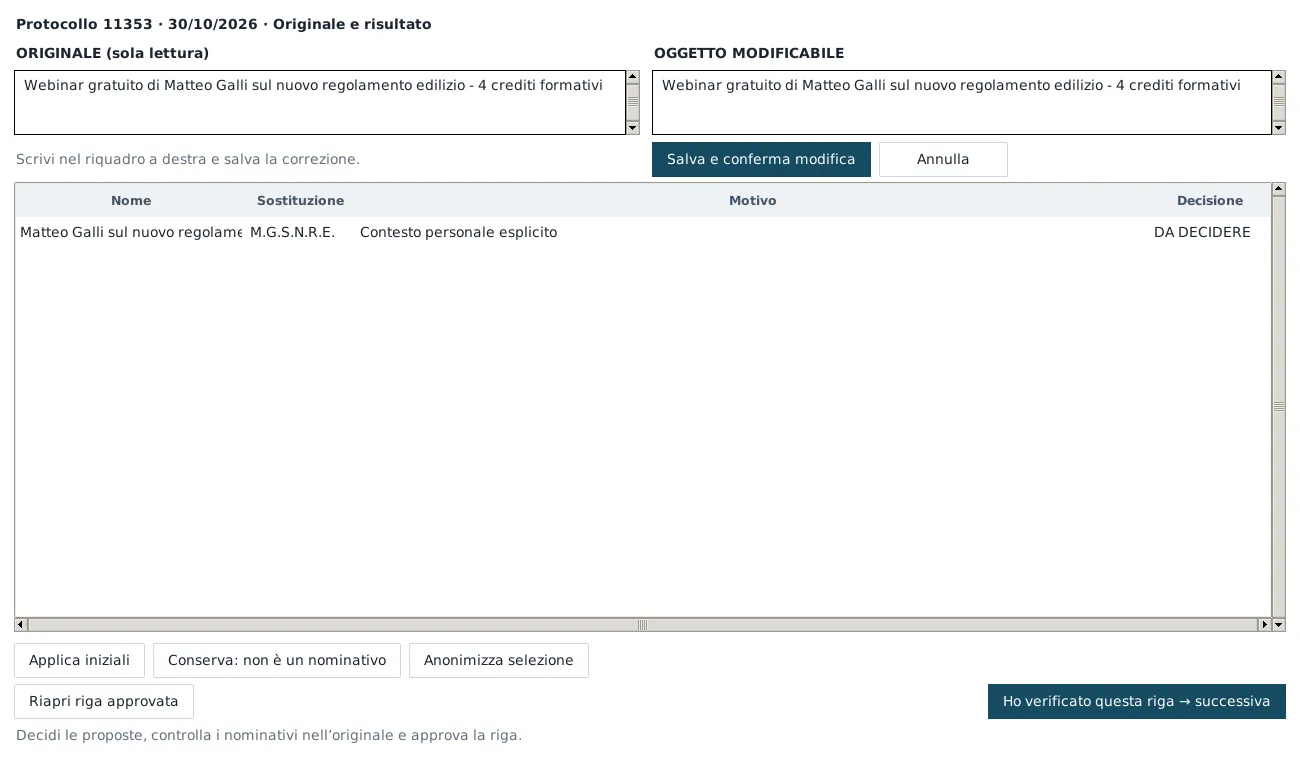 Protocollo 11353 · 30/10/2026 · Originale e risultato
ORIGINALE (sola lettura)
OGGETTO MODIFICABILE
Webinar gratuito di Matteo Galli sul nuovo regolamento edilizio - 4 crediti formativi
Webinar gratuito di Matteo Galli sul nuovo regolamento edilizio - 4 crediti formativi
Scrivi nel riquadro a destra e salva la correzione.
Salva e conferma modifica
Annulla
Nome Sostituzione Motivo Decisione
Matteo Galli sul nuovo regolame M.G.S.N.R.E. Contesto personale esplicito DA DECIDERE
Applica iniziali
Conserva: non è un nominativo
Anonimizza selezione
Riapri riga approvata
Ho verificato questa riga → successiva
Decidi le proposte, controlla i nominativi nell’originale e approva la riga.